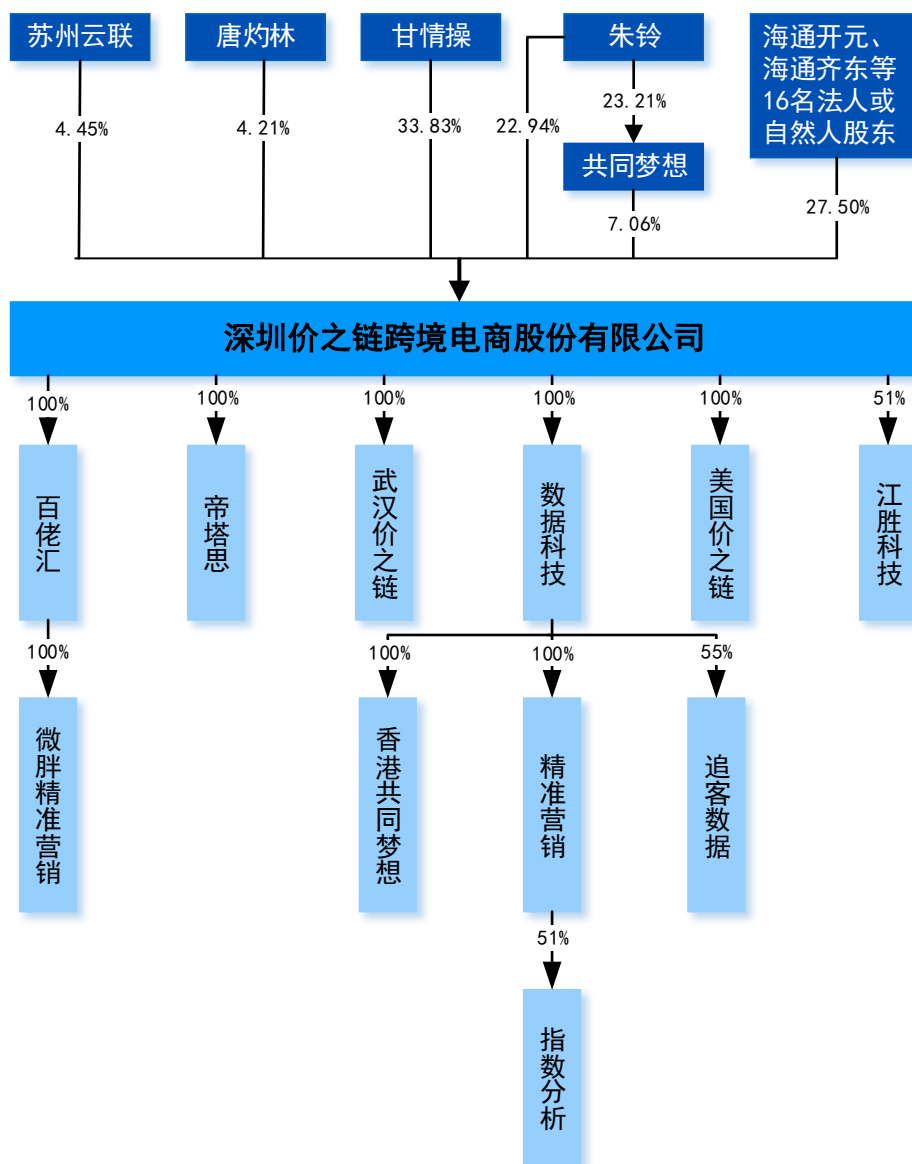 苏州云联
唐灼林
甘情操
朱铃
海通开元、
海通齐东等
16名法人或
自然人股东
23.21%
4.45%
4.21%
33.83%
22.94%
共同梦想
27.50%
7.06%
深圳价之链跨境电商股份有限公司
100%
100%
100%
100%
100%
51%
百佬汇
帝塔思
武汉价之链
数据科技
美国价之链
江胜科技
100%
100%
100%
55%
微胖精准营销
香港共同梦想
精准营销
追客数据
51%
指数分析